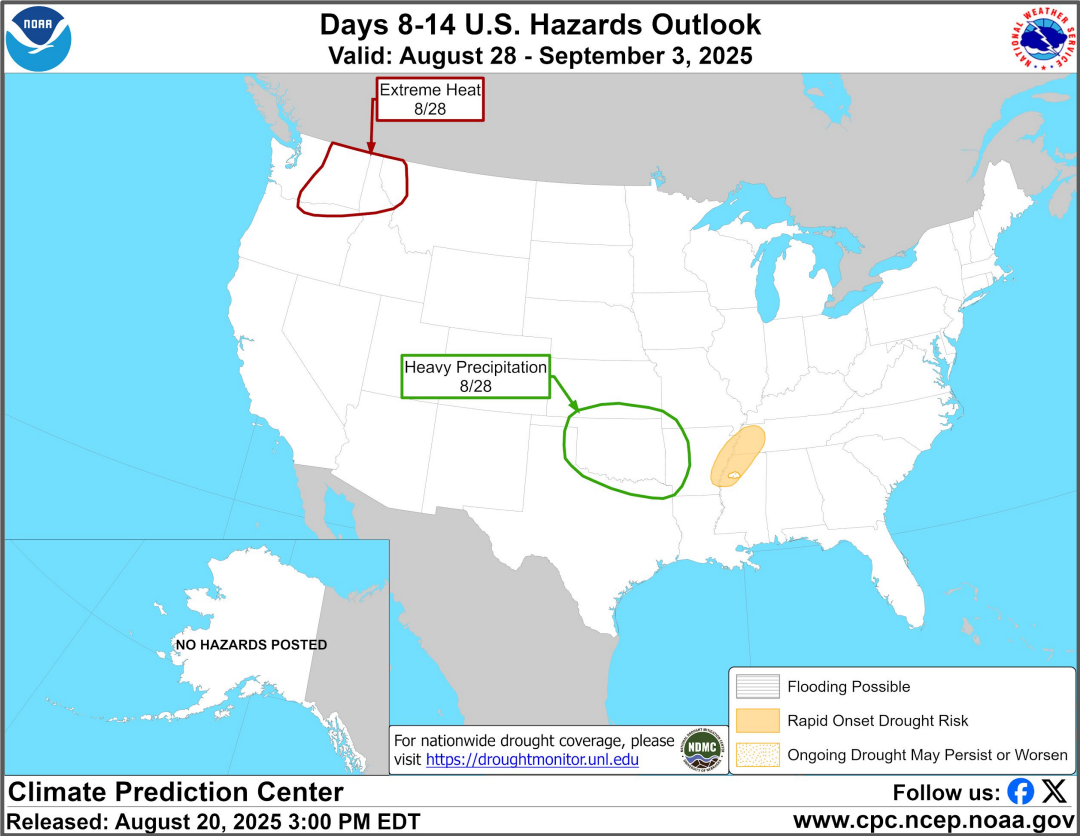 NOAA
Days 8-14 U.S. Hazards Outlook
Valid: August 28 - September 3, 2025
NATIONAL WEATHER SERVICE
Extreme Heat
8/28
Heavy Precipitation
8/28
NO HAZARDS POSTED
Flooding Possible
Rapid Onset Drought Risk
Ongoing Drought May Persist or Worsen
For nationwide drought coverage, please
visit https://droughtmonitor.unl.edu
NDMC
Climate Prediction Center
Released: August 20, 2025 3:00 PM EDT
Follow us:
www.cpc.ncep.noaa.gov